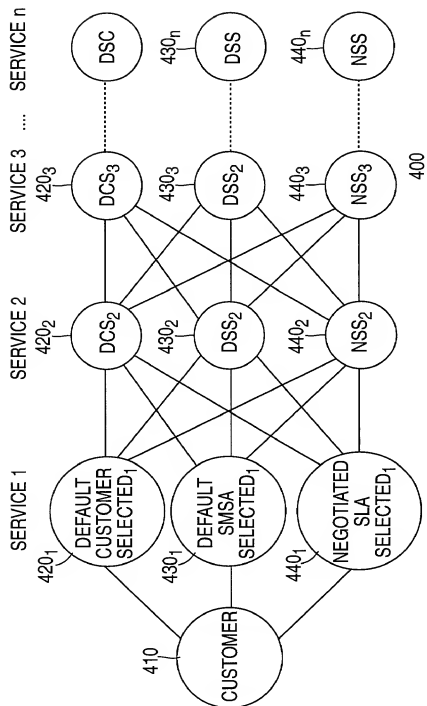 SERVICE 1
SERVICE 2
SERVICE 3
....
SERVICE n
420₁
DEFAULT
CUSTOMER
SELECTED₁
420₂
DCS₂
420₃
DCS₃
DSC
410
CUSTOMER
430₁
DEFAULT
SMSA
SELECTED₁
430₂
DSS₂
430₃
DSS₂
430ₙ
DSS
440₁
NEGOTIATED
SLA
SELECTED₁
440₂
NSS₂
440₃
NSS₃
440ₙ
NSS
400